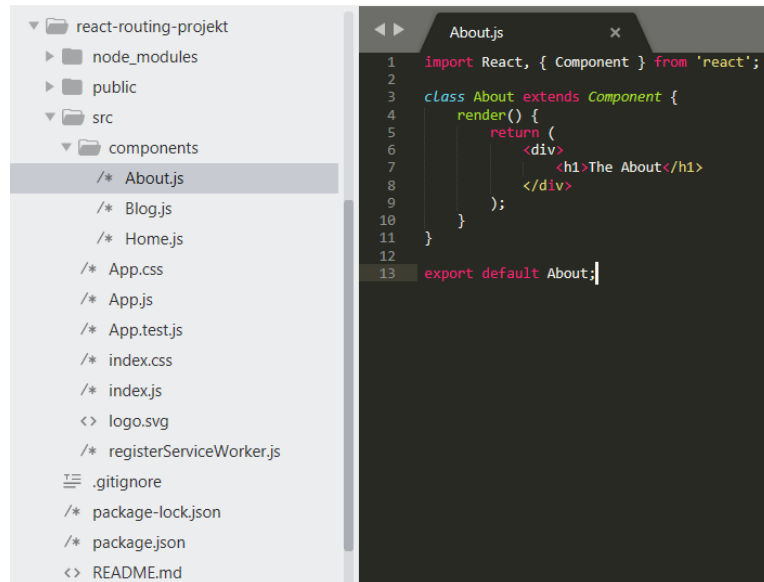 react-routing-projekt
node_modules
public
src
components
/* About.js
/* Blog.js
/* Home.js
/* App.css
/* App.js
/* App.test.js
/* index.css
/* index.js
<> logo.svg
/* registerServiceWorker.js
.gitignore
/* package-lock.json
/* package.json
<> README.md
About.js ×
1 import React, { Component } from 'react';
2
3 class About extends Component {
4     render() {
5         return (
6             <div>
7                 <h1>The About</h1>
8             </div>
9         );
10     }
11 }
12
13 export default About;